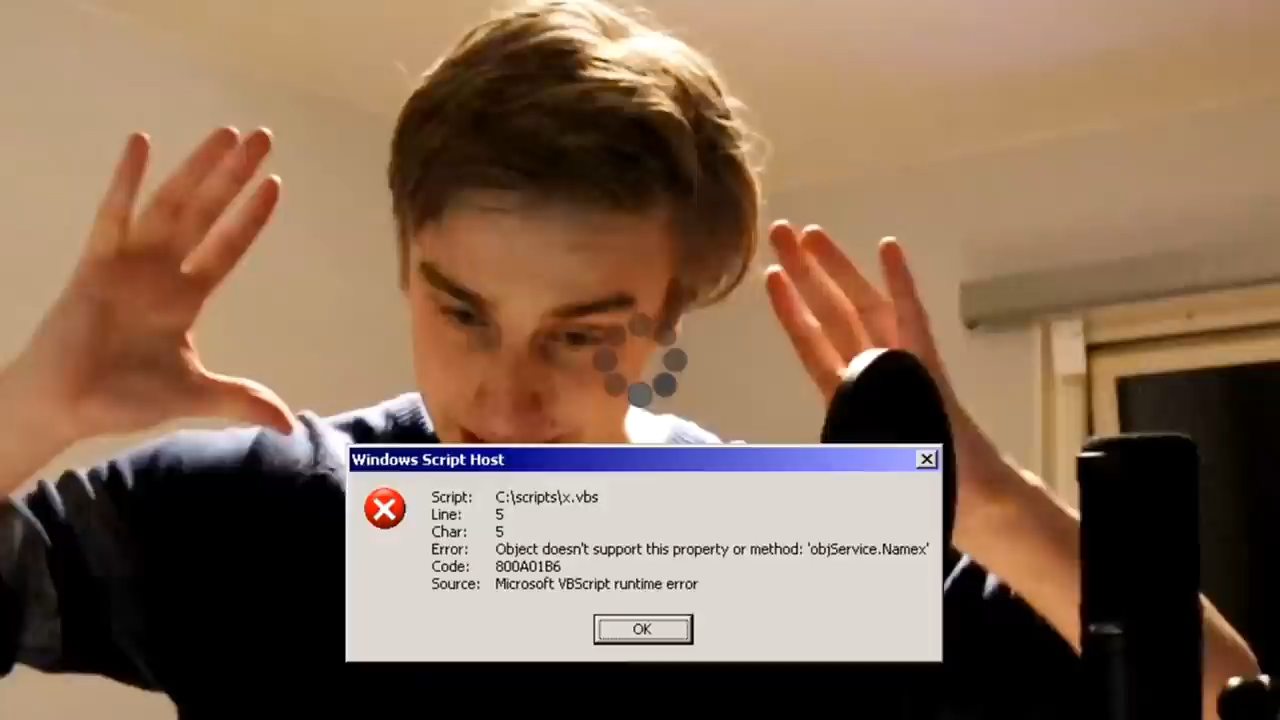 Windows Script Host
Script: C:\scripts\x.vbs
Line: 5
Char: 5
Error: Object doesn't support this property or method: 'objService.Namex'
Code: 800A01B6
Source: Microsoft VBScript runtime error
OK